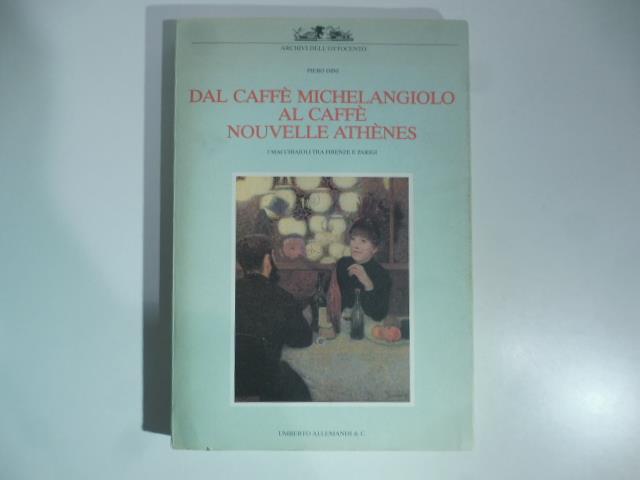 ARCHIVI DELL'OTTOCENTO
PIERO DINI
DAL CAFFÈ MICHELANGIOLO
AL CAFFÈ
NOUVELLE ATHÈNES
I MACCHIAIOLI TRA FIRENZE E PARIGI
UMBERTO ALLEMANDI & C.